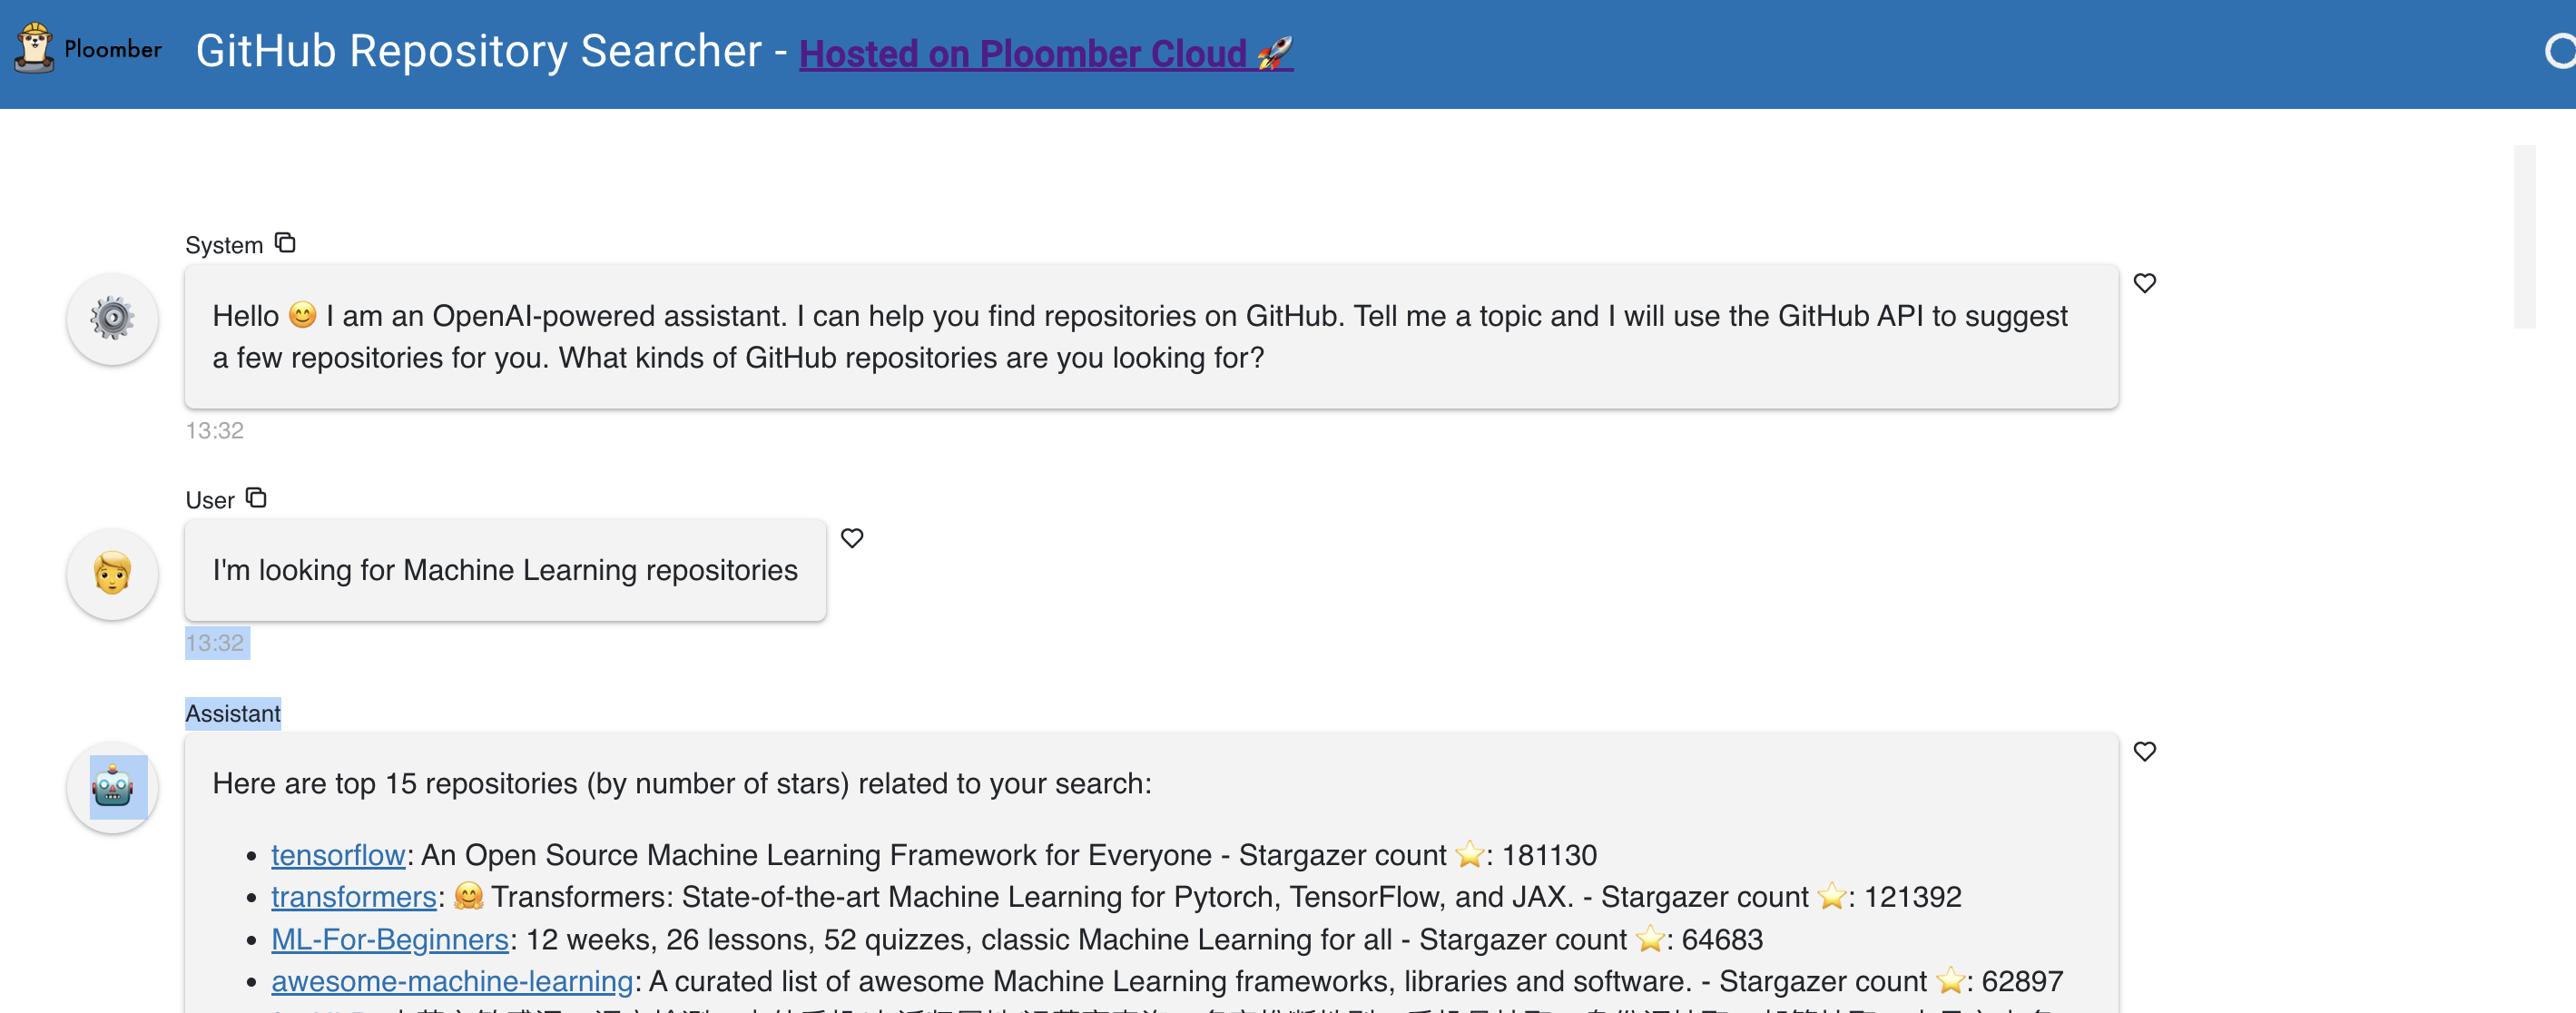 Ploomber
GitHub Repository Searcher - Hosted on Ploomber Cloud 🚀
System
Hello 😊 I am an OpenAI-powered assistant. I can help you find repositories on GitHub. Tell me a topic and I will use the GitHub API to suggest
a few repositories for you. What kinds of GitHub repositories are you looking for?
13:32
User
I'm looking for Machine Learning repositories
13:32
Assistant
Here are top 15 repositories (by number of stars) related to your search:
• tensorflow: An Open Source Machine Learning Framework for Everyone - Stargazer count ⭐: 181130
• transformers: 🤗 Transformers: State-of-the-art Machine Learning for Pytorch, TensorFlow, and JAX. - Stargazer count ⭐: 121392
• ML-For-Beginners: 12 weeks, 26 lessons, 52 quizzes, classic Machine Learning for all - Stargazer count ⭐: 64683
• awesome-machine-learning: A curated list of awesome Machine Learning frameworks, libraries and software. - Stargazer count ⭐: 62897